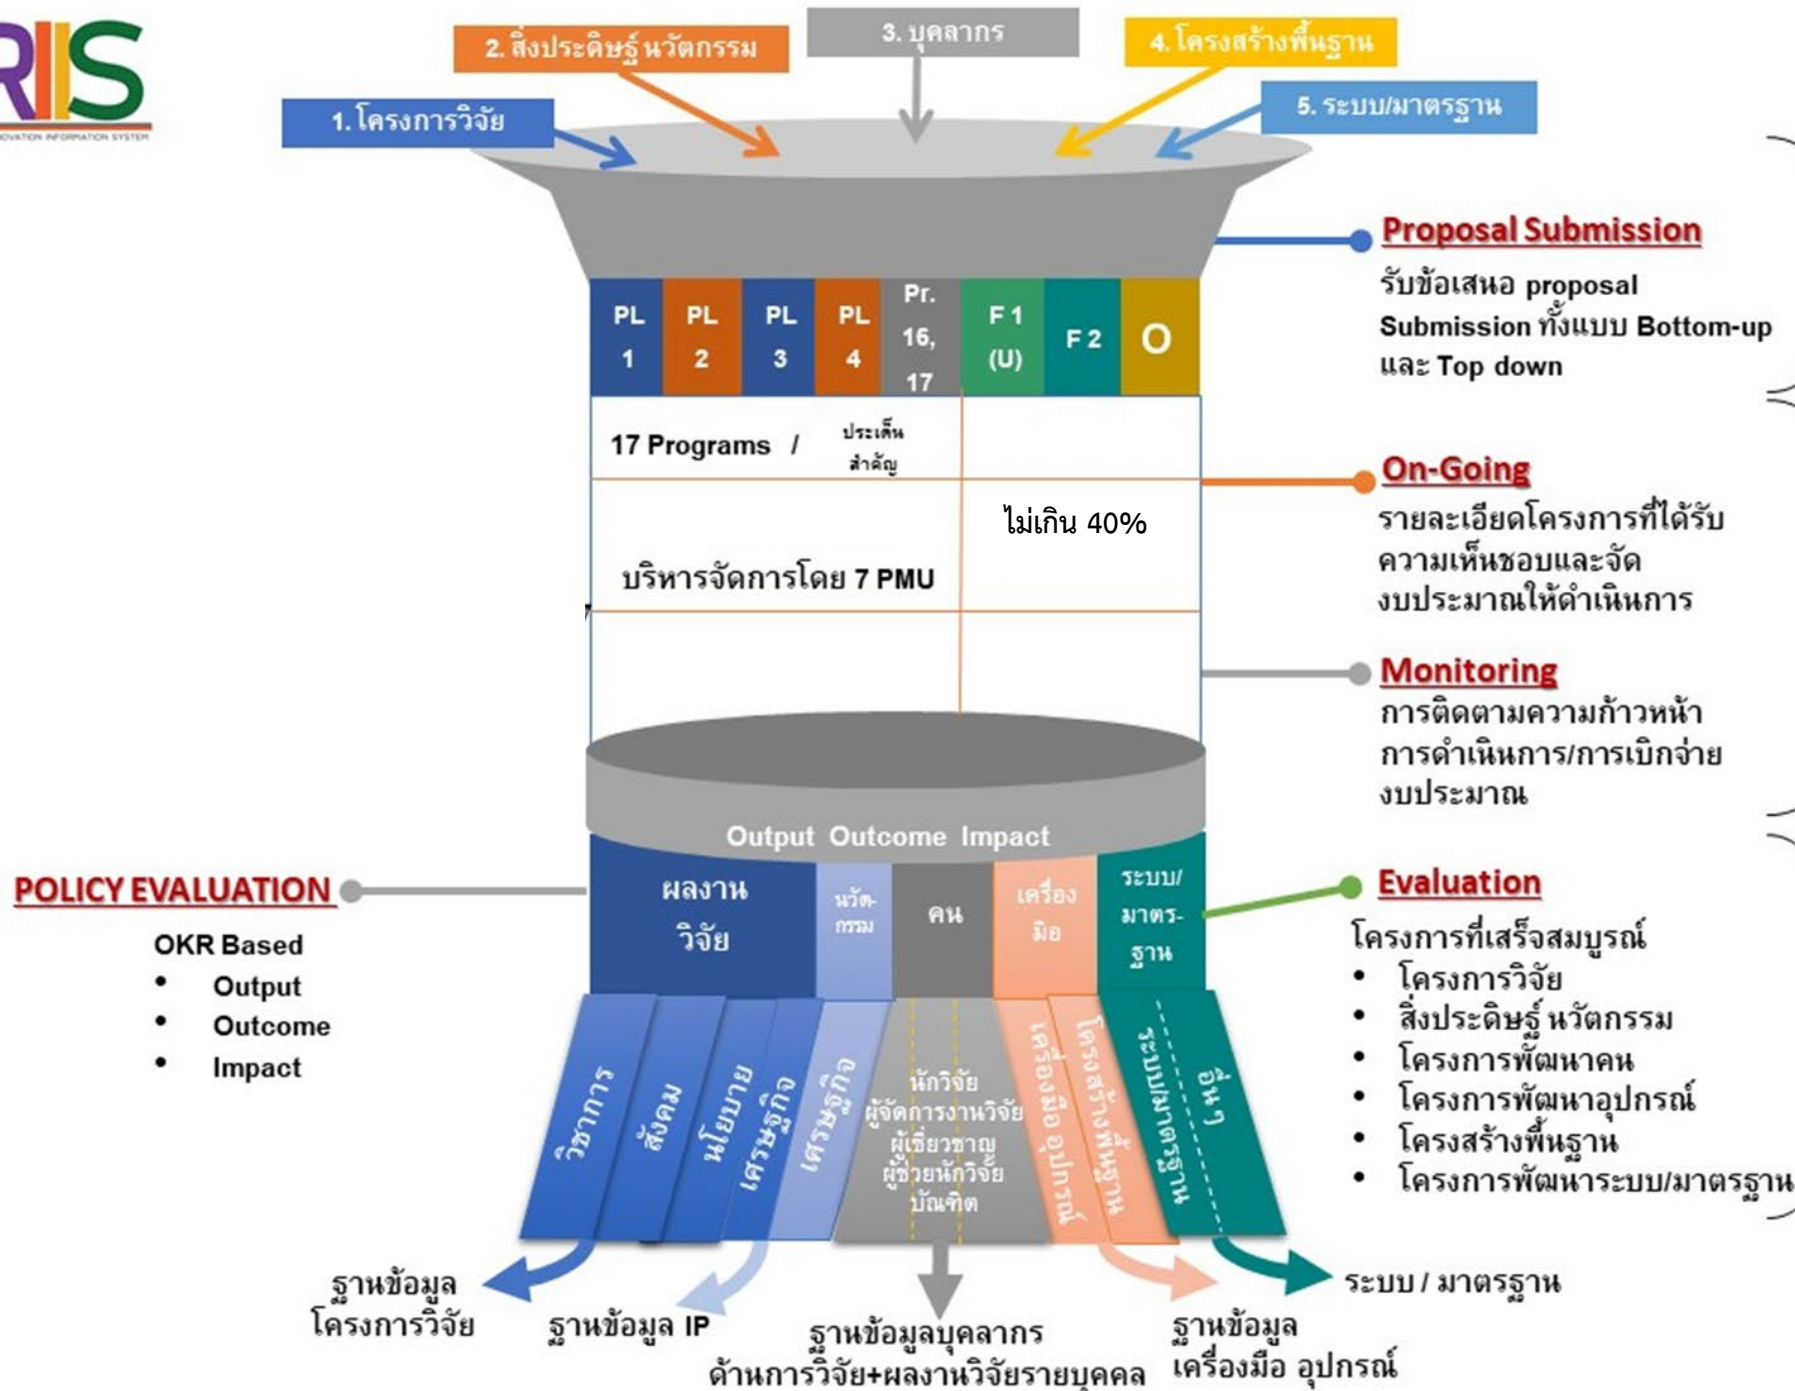 RIIS
OVATION INFORMATION SYSTEM
1. โครงการวิจัย
2. สิ่งประดิษฐ์ นวัตกรรม
3. บุคลากร
4. โครงสร้างพื้นฐาน
5. ระบบ/มาตรฐาน
PL
1
PL
2
PL
3
PL
4
Pr.
16,
17
F 1
(U)
F 2
O
17 Programs /
ประเด็น
สำคัญ
ไม่เกิน 40%
บริหารจัดการโดย 7 PMU
Proposal Submission
รับข้อเสนอ proposal
Submission ทั้งแบบ Bottom-up
และ Top down
On-Going
รายละเอียดโครงการที่ได้รับ
ความเห็นชอบและจัด
งบประมาณให้ดำเนินการ
Monitoring
การติดตามความก้าวหน้า
การดำเนินการ/การเบิกจ่าย
งบประมาณ
Output Outcome Impact
ผลงาน
วิจัย
นวัต-
กรรม
คน
เครื่อง
มือ
ระบบ/
มาตร-
ฐาน
POLICY EVALUATION
OKR Based
• Output
• Outcome
• Impact
Evaluation
โครงการที่เสร็จสมบูรณ์
• โครงการวิจัย
• สิ่งประดิษฐ์ นวัตกรรม
• โครงการพัฒนาคน
• โครงการพัฒนาอุปกรณ์
• โครงสร้างพื้นฐาน
• โครงการพัฒนาระบบ/มาตรฐาน
วิชาการ
สังคม
นโยบาย
เศรษฐกิจ
เศรษฐกิจ
นักวิจัย
ผู้จัดการงานวิจัย
ผู้เชี่ยวชาญ
ผู้ช่วยนักวิจัย
บัณฑิต
เครื่องมือ อุปกรณ์
โครงสร้างพื้นฐาน
ระบบ/มาตรฐาน
อื่น ๆ
ฐานข้อมูล
โครงการวิจัย
ฐานข้อมูล IP
ฐานข้อมูลบุคลากร
ด้านการวิจัย+ผลงานวิจัยรายบุคคล
ฐานข้อมูล
เครื่องมือ อุปกรณ์
ระบบ / มาตรฐาน